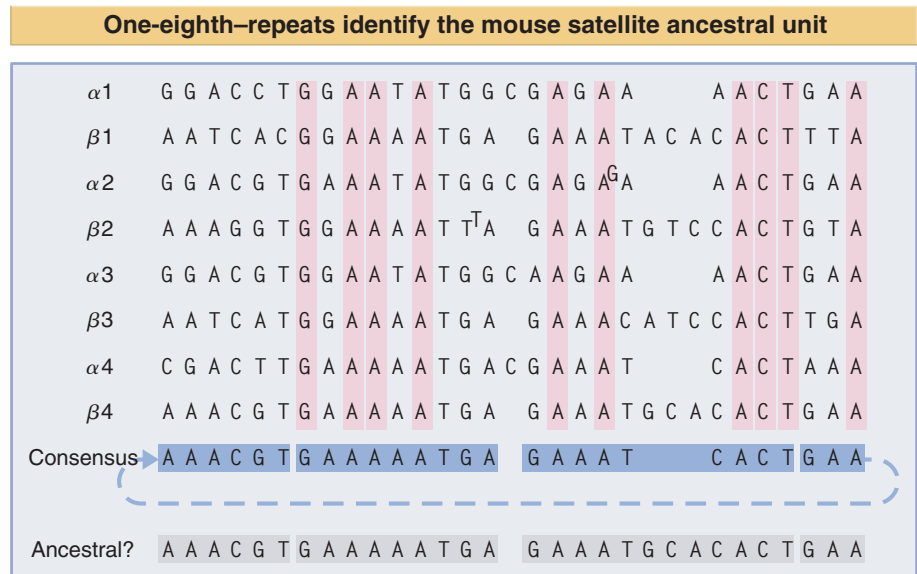 One-eighth–repeats identify the mouse satellite ancestral unit
α1 G G A C C T G G A A T A T G G C G A G A A A A C T G A A
β1 A A T C A C G G A A A A T G A G A A A T A C A C A C T T T A
α2 G G A C G T G A A A T A T G G C G A G A G A A A C T G A A
β2 A A A G G T G G A A A A T T T A G A A A T G T C C A C T G T A
α3 G G A C G T G G A A T A T G G C A A G A A A A C T G A A
β3 A A T C A T G G A A A A T G A G A A A C A T C C A C T T G A
α4 C G A C T T G A A A A A T G A C G A A A T C A C T A A A
β4 A A A C G T G A A A A A T G A G A A A T G C A C A C T G A A
Consensus A A A C G T G A A A A A T G A G A A A T C A C T G A A
Ancestral? A A A C G T G A A A A A T G A G A A A T G C A C A C T G A A